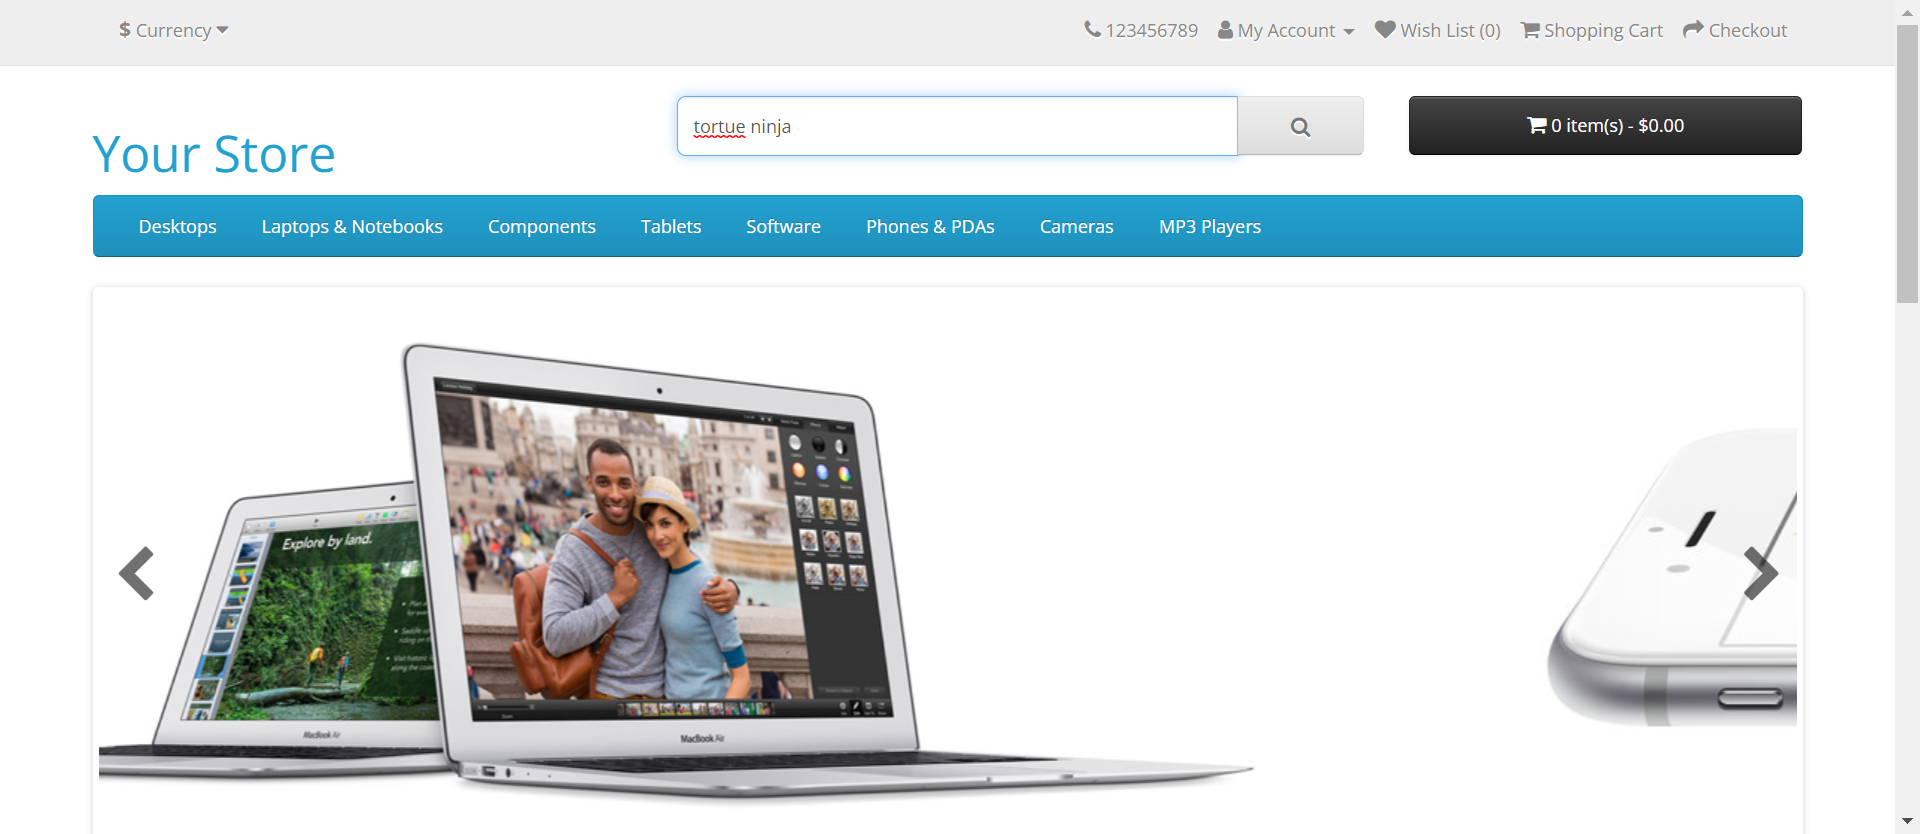 $ Currency
123456789 My Account Wish List (0) Shopping Cart Checkout
Your Store
tortue ninja
0 item(s) - $0.00
Desktops Laptops & Notebooks Components Tablets Software Phones & PDAs Cameras MP3 Players
Explore by land.
MacBook Air
MacBook Air